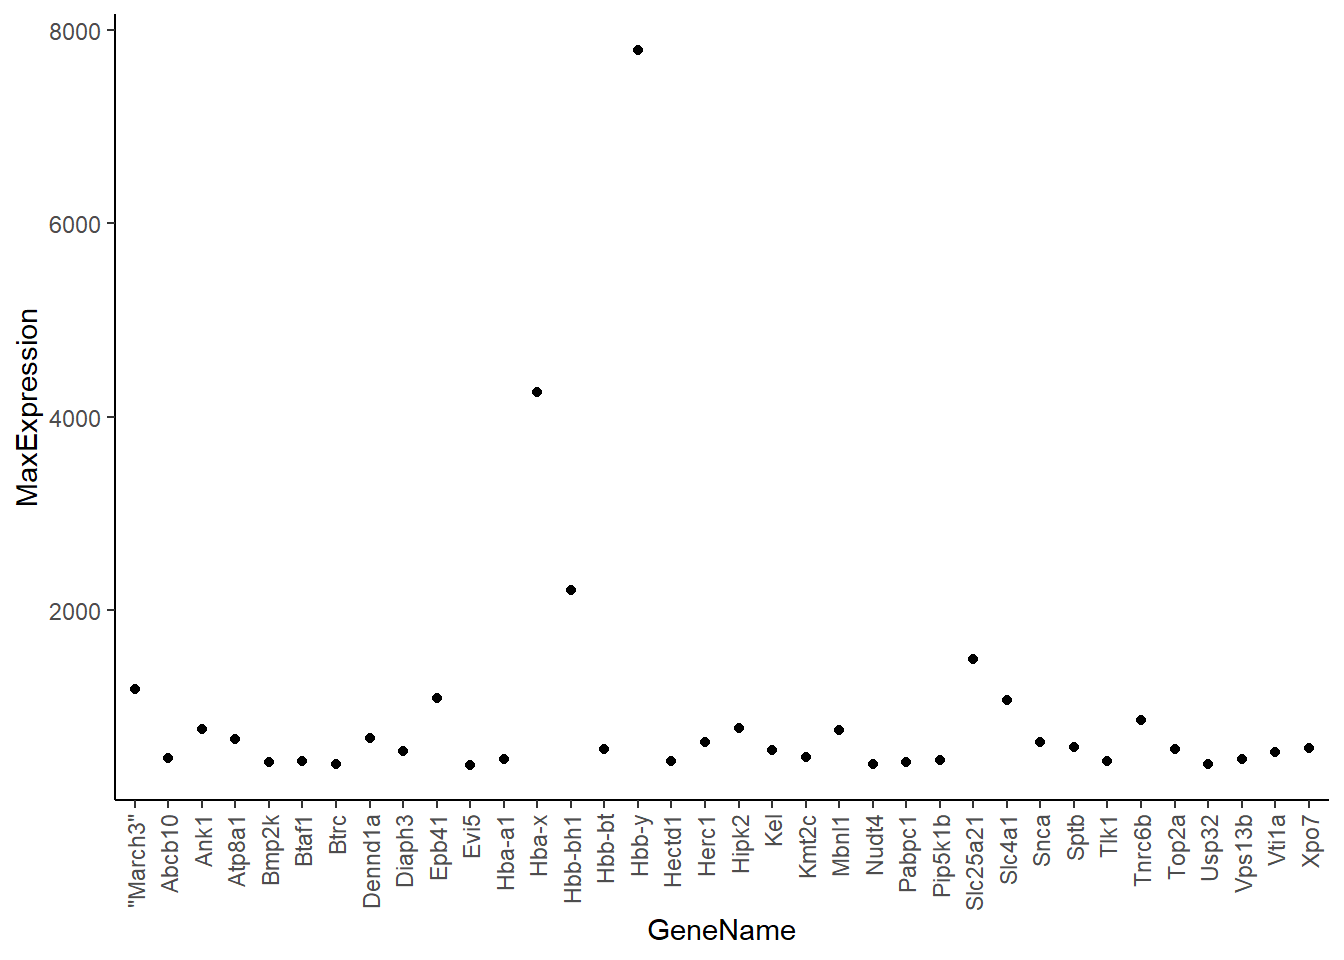 8000
6000
4000
2000
MaxExpression
"March3"
Abcb10
Ank1
Atp8a1
Bmp2k
Btaf1
Btrc
Dennd1a
Diaph3
Epb41
Evi5
Hba-a1
Hba-x
Hbb-bh1
Hbb-bt
Hbb-y
Hectd1
Herc1
Hipk2
Kel
Kmt2c
Mbnl1
Nudt4
Pabpc1
Pip5k1b
Slc25a21
Slc4a1
Snca
Sptb
Tlk1
Tnrc6b
Top2a
Usp32
Vps13b
Vti1a
Xpo7
GeneName